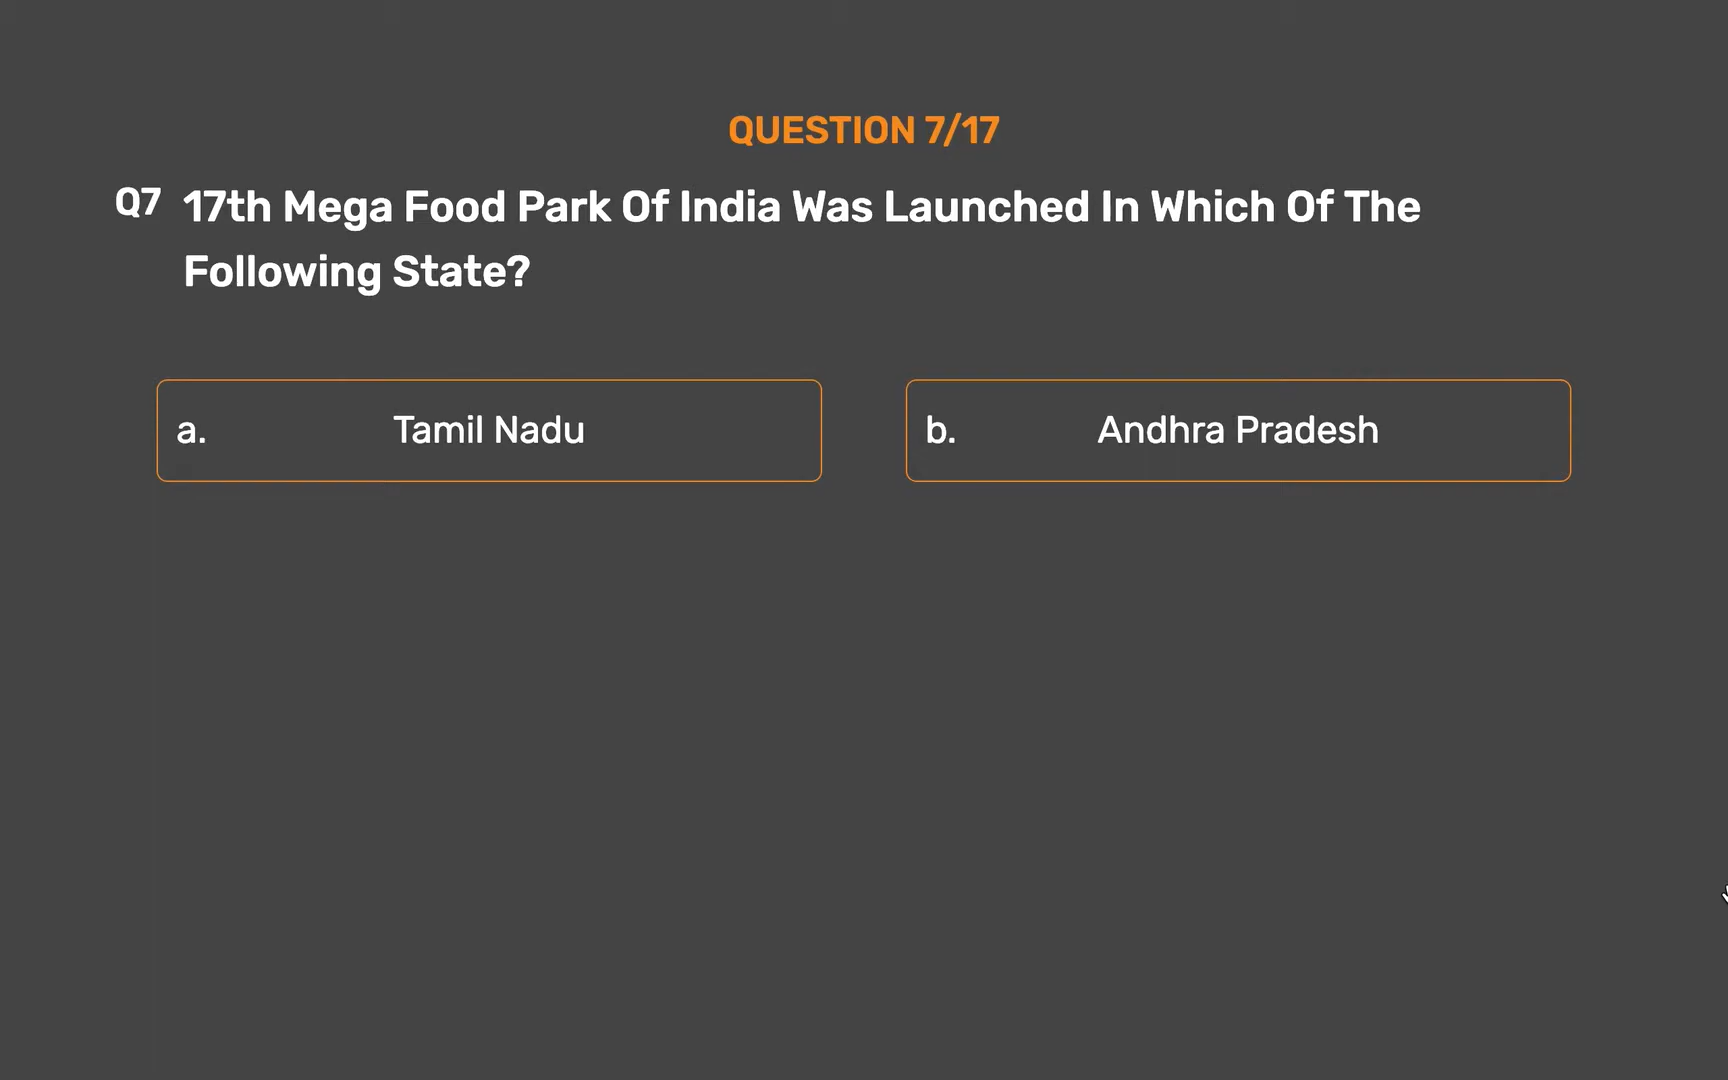 QUESTION 7/17
Q7 17th Mega Food Park Of India Was Launched In Which Of The
Following State?
a. Tamil Nadu
b. Andhra Pradesh